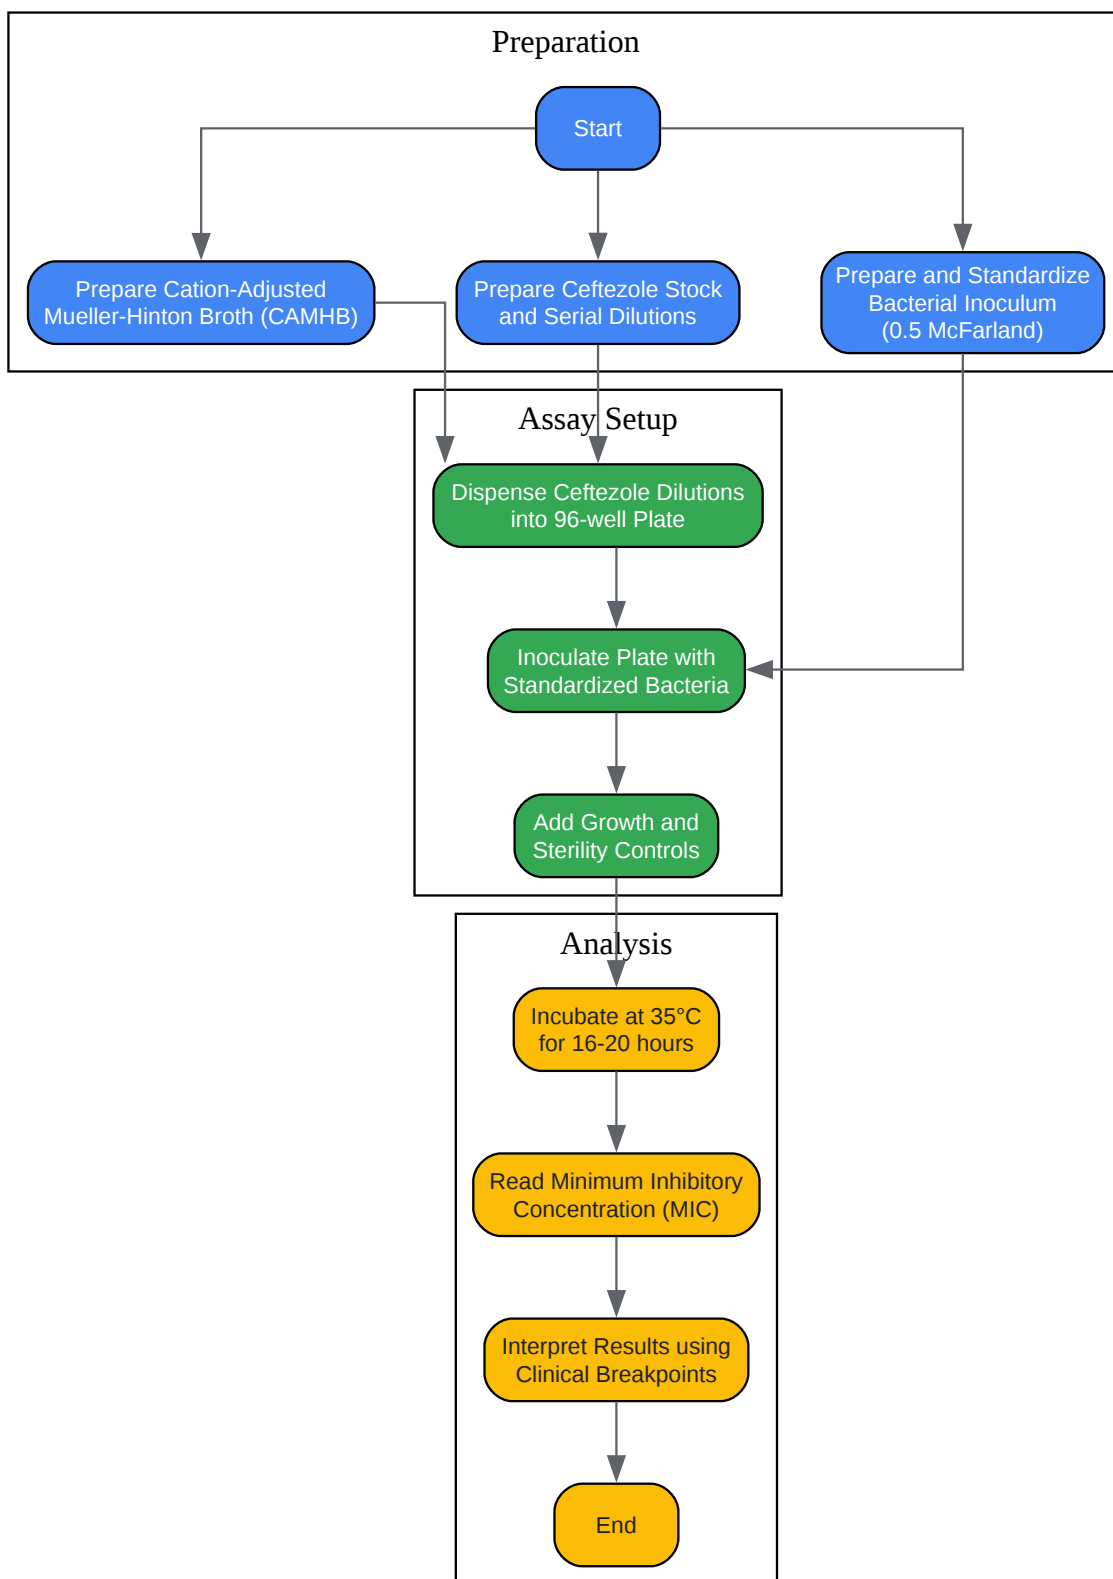 Preparation
Start
Prepare Cation-Adjusted
Mueller-Hinton Broth (CAMHB)
Prepare Ceftezole Stock
and Serial Dilutions
Prepare and Standardize
Bacterial Inoculum
(0.5 McFarland)
Assay Setup
Dispense Ceftezole Dilutions
into 96-well Plate
Inoculate Plate with
Standardized Bacteria
Add Growth and
Sterility Controls
Analysis
Incubate at 35°C
for 16-20 hours
Read Minimum Inhibitory
Concentration (MIC)
Interpret Results using
Clinical Breakpoints
End